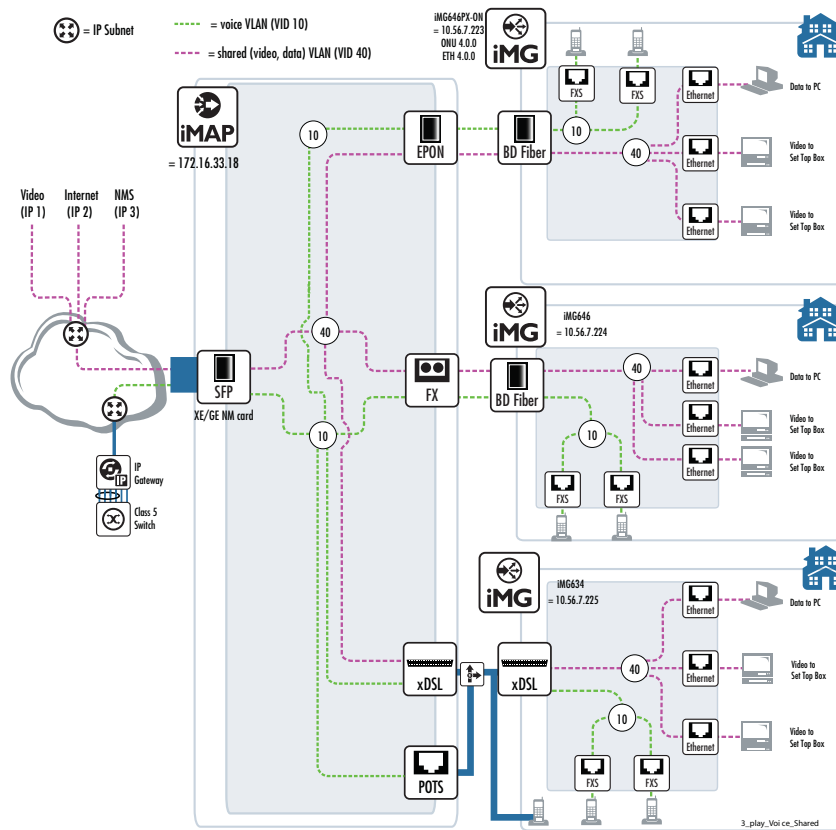 = IP Subnet
= voice VLAN (VID 10)
= shared (video, data) VLAN (VID 40)
iMAP
= 172.16.33.18
Video
(IP 1)
Internet
(IP 2)
NMS
(IP 3)
SFP
XE/GE NM card
IP
IP
Gateway
Class 5
Switch
10
40
10
EPON
FX
xDSL
POTS
iMG646PX-ON
= 10.56.7.223
ONU 4.0.0
ETH 4.0.0
iMG
BD Fiber
FXS
FXS
10
40
Ethernet
Data to PC
Ethernet
Video to
Set Top Box
Ethernet
Video to
Set Top Box
iMG
iMG646
= 10.56.7.224
BD Fiber
40
10
Ethernet
Data to PC
Ethernet
Video to
Set Top Box
Ethernet
Video to
Set Top Box
FXS
FXS
iMG
iMG634
= 10.56.7.225
xDSL
40
10
Ethernet
Data to PC
Ethernet
Video to
Set Top Box
Ethernet
Video to
Set Top Box
FXS
FXS
3_play_Voi ce_Shared